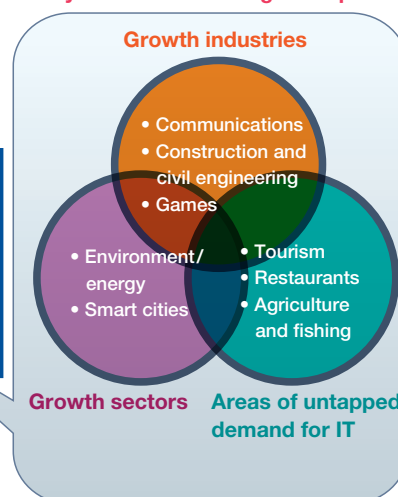 Growth industries
• Communications
• Construction and
civil engineering
• Games
• Environment/
energy
• Smart cities
• Tourism
• Restaurants
• Agriculture
and fishing
Growth sectors
Areas of untapped
demand for IT